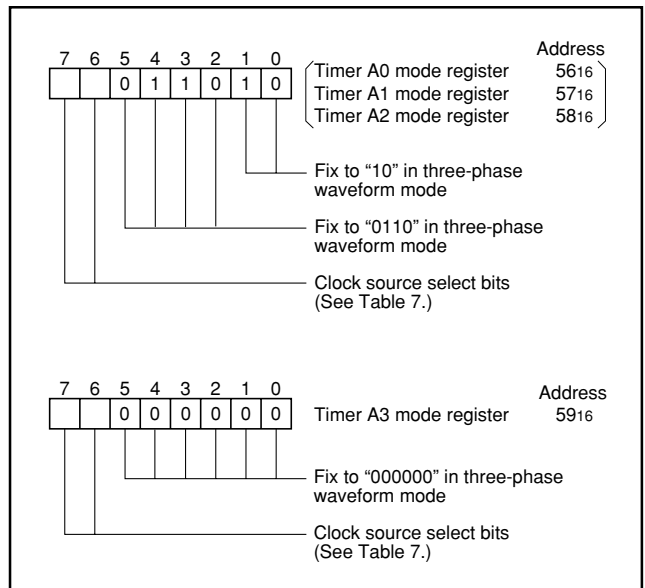 Address
7 6 5 4 3 2 1 0
0 1 1 0 1 0
Timer A0 mode register 5616
Timer A1 mode register 5716
Timer A2 mode register 5816
Fix to “10” in three-phase
waveform mode
Fix to “0110” in three-phase
waveform mode
Clock source select bits
(See Table 7.)
7 6 5 4 3 2 1 0
Address
0 0 0 0 0 0
Timer A3 mode register 5916
Fix to “000000” in three-phase
waveform mode
Clock source select bits
(See Table 7.)